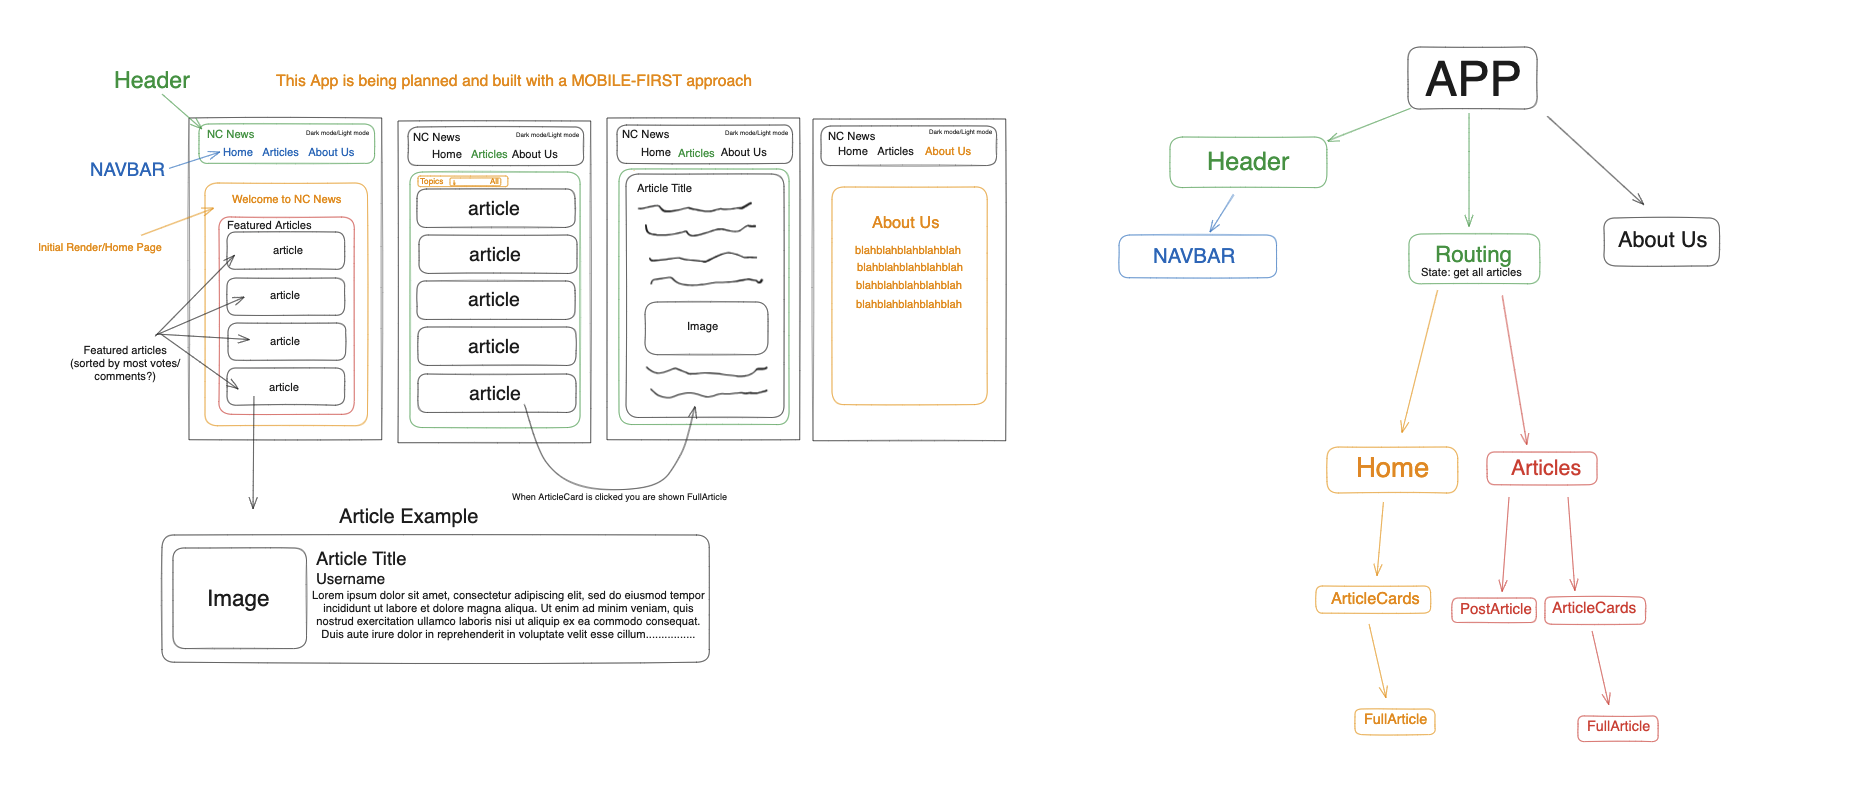 Header
This App is being planned and built with a MOBILE-FIRST approach
NAVBAR
Initial Render/Home Page
NC News
Dark mode/Light mode
Home Articles About Us
Welcome to NC News
Featured Articles
article
article
article
article
Featured articles
(sorted by most votes/
comments?)
NC News
Dark mode/Light mode
Home Articles About Us
Topics All
article
article
article
article
article
NC News
Dark mode/Light mode
Home Articles About Us
Article Title
Image
NC News
Dark mode/Light mode
Home Articles About Us
About Us
blahblahblahblahblah
blahblahblahblahblah
blahblahblahblahblah
blahblahblahblahblah
When ArticleCard is clicked you are shown FullArticle
Article Example
Image
Article Title
Username
Lorem ipsum dolor sit amet, consectetur adipiscing elit, sed do eiusmod tempor
incididunt ut labore et dolore magna aliqua. Ut enim ad minim veniam, quis
nostrud exercitation ullamco laboris nisi ut aliquip ex ea commodo consequat.
Duis aute irure dolor in reprehenderit in voluptate velit esse cillum................
APP
Header
NAVBAR
Routing
State: get all articles
About Us
Home
Articles
ArticleCards
PostArticle
ArticleCards
FullArticle
FullArticle